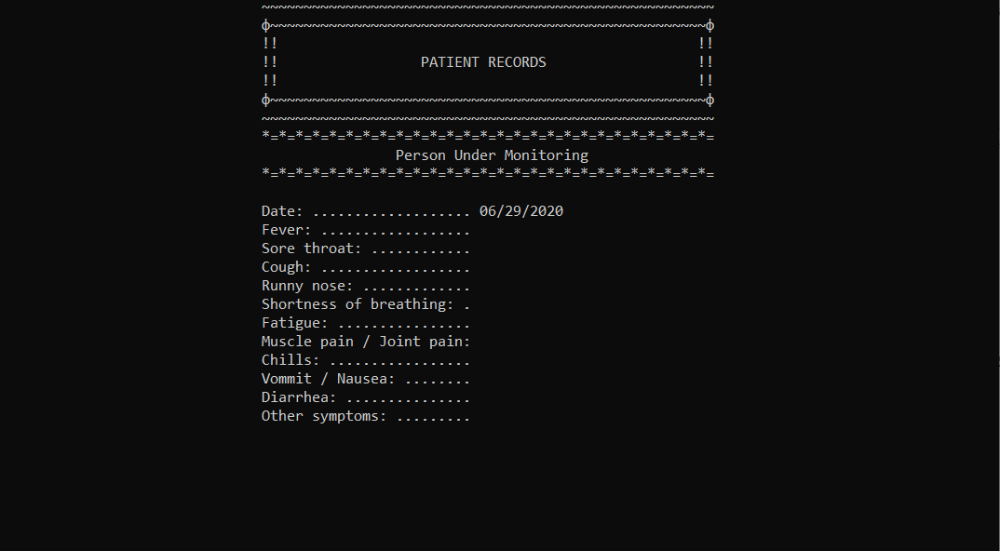 ~~~~~~~~~~~~~~~~~~~~~~~~~~~~~~~~~~~~~~~~~~~~~~~~~~~~~~
ф~~~~~~~~~~~~~~~~~~~~~~~~~~~~~~~~~~~~~~~~~~~~~~~~~~~~ф
!! !!
!! PATIENT RECORDS !!
!! !!
ф~~~~~~~~~~~~~~~~~~~~~~~~~~~~~~~~~~~~~~~~~~~~~~~~~~~~ф
~~~~~~~~~~~~~~~~~~~~~~~~~~~~~~~~~~~~~~~~~~~~~~~~~~~~~~
*=*=*=*=*=*=*=*=*=*=*=*=*=*=*=*=*=*=*=*=*=*=*=*=*=*=*=
Person Under Monitoring
*=*=*=*=*=*=*=*=*=*=*=*=*=*=*=*=*=*=*=*=*=*=*=*=*=*=*=
Date: ................... 06/29/2020
Fever: ..................
Sore throat: ............
Cough: ..................
Runny nose: .............
Shortness of breathing: .
Fatigue: ................
Muscle pain / Joint pain:
Chills: .................
Vommit / Nausea: ........
Diarrhea: ...............
Other symptoms: .........